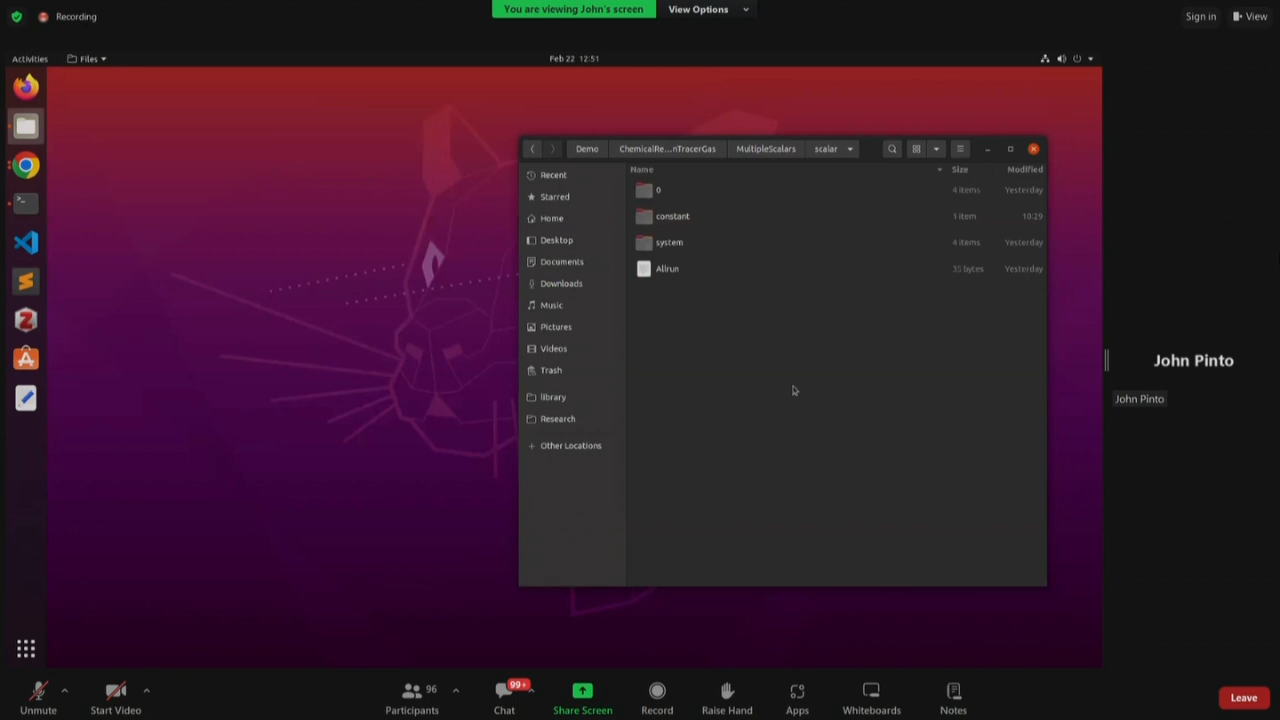 Recording
You are viewing John's screen
View Options
Sign in
View
Activities
Files
Feb 22 12:51
Demo
ChemicalRe...nTracerGas
MultipleScalars
scalar
Name
Size
Modified
Recent
Starred
Home
Desktop
Documents
Downloads
Music
Pictures
Videos
Trash
library
Research
Other Locations
0
4 items
Yesterday
constant
1 item
10:29
system
4 items
Yesterday
Allrun
35 bytes
Yesterday
John Pinto
John Pinto
Unmute
Start Video
Participants
96
Chat
99+
Share Screen
Record
Raise Hand
Apps
Whiteboards
Notes
Leave